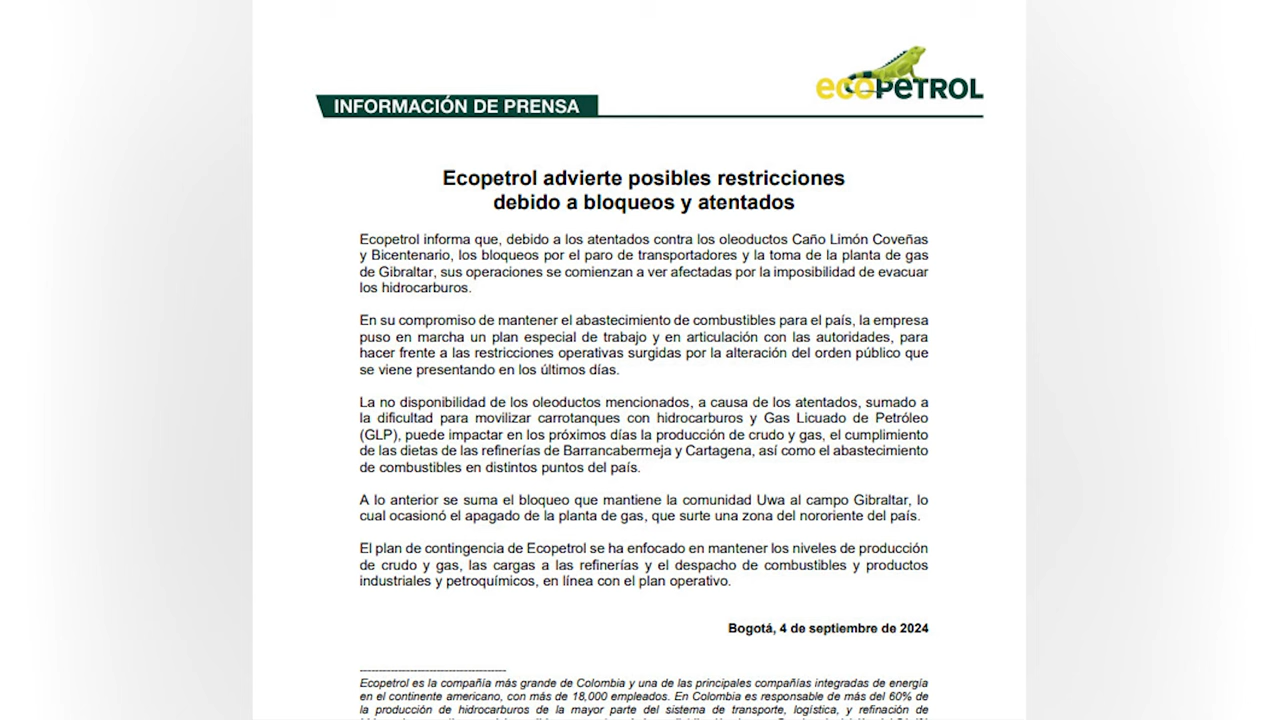 ecopetrol
INFORMACIÓN DE PRENSA
Ecopetrol advierte posibles restricciones
debido a bloqueos y atentados
Ecopetrol informa que, debido a los atentados contra los oleoductos Caño Limón Coveñas
y Bicentenario, los bloqueos por el paro de transportadores y la toma de la planta de gas
de Gibraltar, sus operaciones se comienzan a ver afectadas por la imposibilidad de evacuar
los hidrocarburos.
En su compromiso de mantener el abastecimiento de combustibles para el país, la empresa
puso en marcha un plan especial de trabajo y en articulación con las autoridades, para
hacer frente a las restricciones operativas surgidas por la alteración del orden público que
se viene presentando en los últimos días.
La no disponibilidad de los oleoductos mencionados, a causa de los atentados, sumado a
la dificultad para movilizar carrotanques con hidrocarburos y Gas Licuado de Petróleo
(GLP), puede impactar en los próximos días la producción de crudo y gas, el cumplimiento
de las dietas de las refinerías de Barrancabermeja y Cartagena, así como el abastecimiento
de combustibles en distintos puntos del país.
A lo anterior se suma el bloqueo que mantiene la comunidad Uwa al campo Gibraltar, lo
cual ocasionó el apagado de la planta de gas, que surte una zona del nororiente del país.
El plan de contingencia de Ecopetrol se ha enfocado en mantener los niveles de producción
de crudo y gas, las cargas a las refinerías y el despacho de combustibles y productos
industriales y petroquímicos, en línea con el plan operativo.
Bogotá, 4 de septiembre de 2024
Ecopetrol es la compañía más grande de Colombia y una de las principales compañías integradas de energía
en el continente americano, con más de 18,000 empleados. En Colombia es responsable de más del 60% de
la producción de hidrocarburos de la mayor parte del sistema de transporte, logística, y refinación de